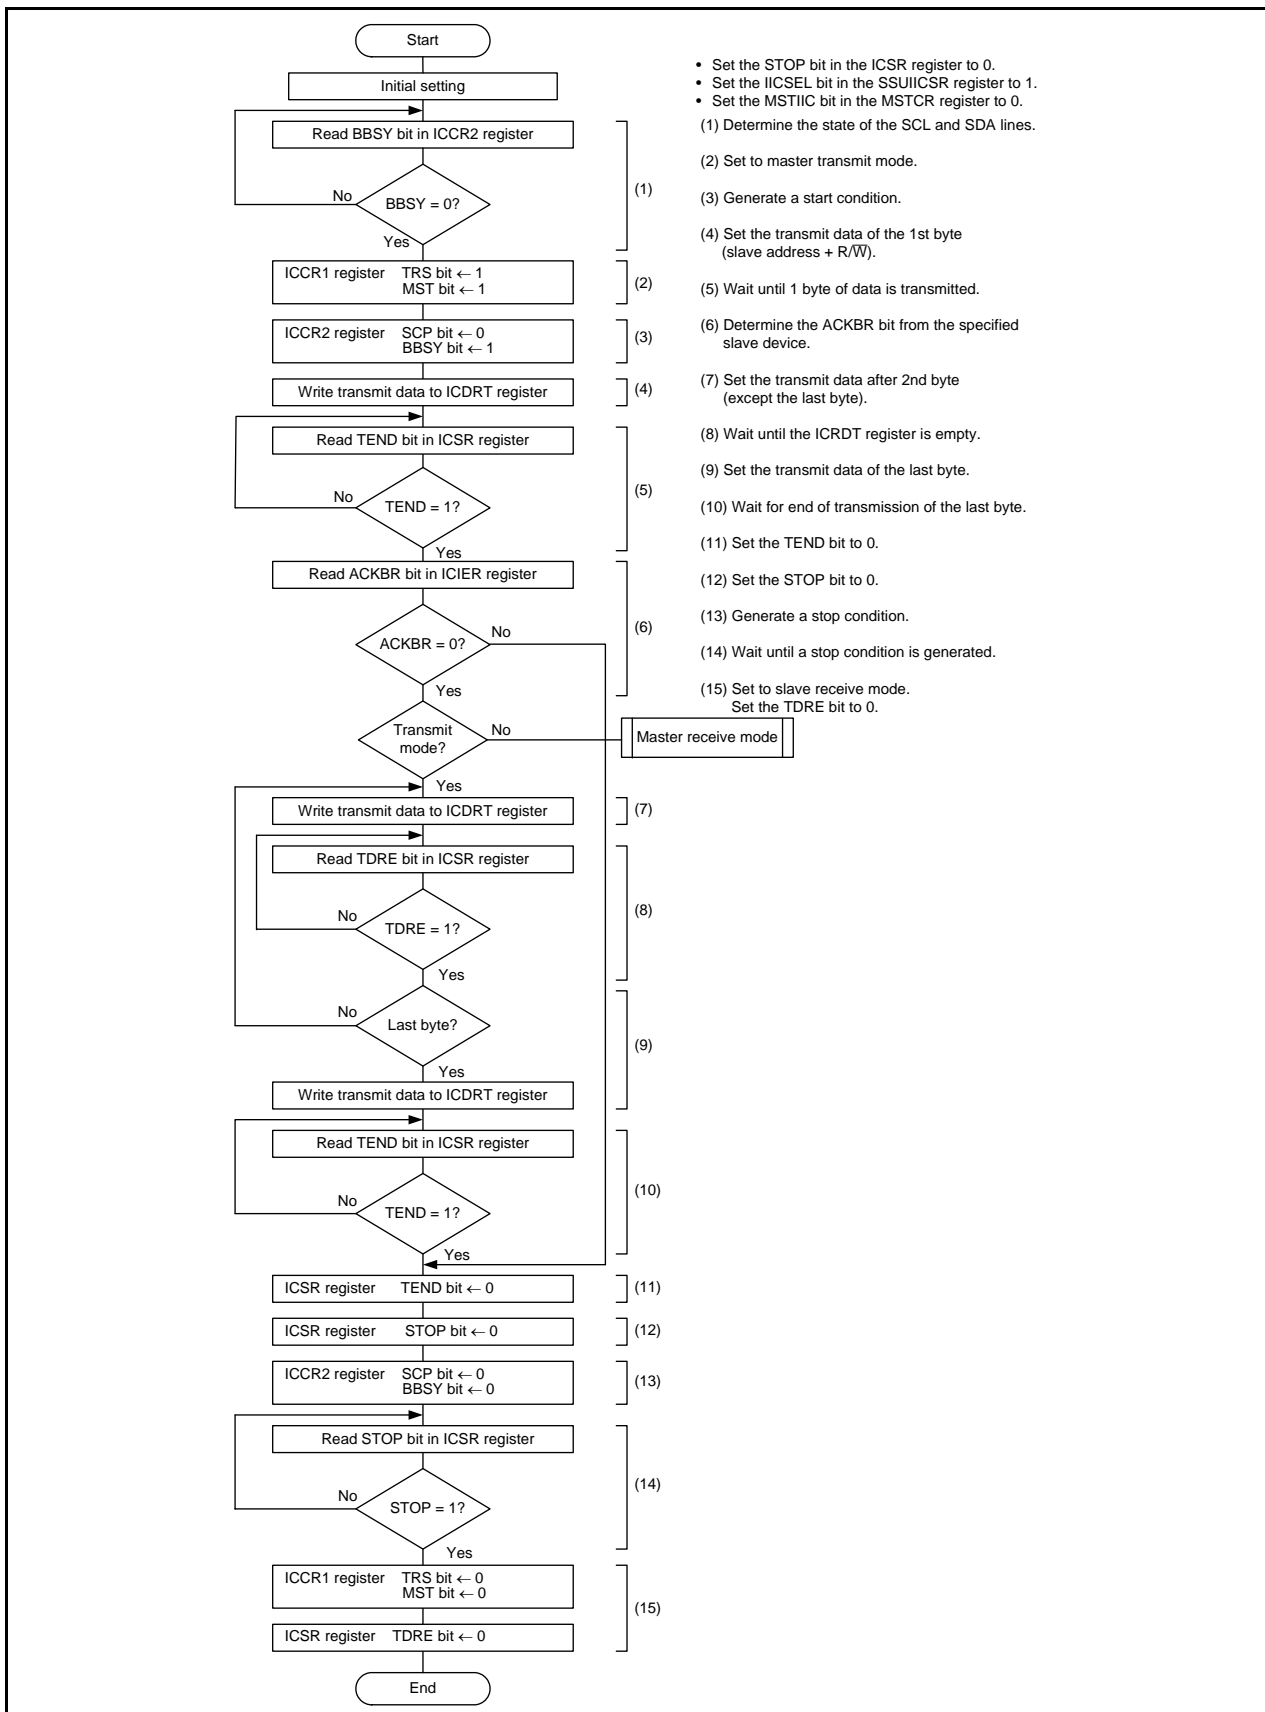 Start
Initial setting
Read BBSY bit in ICCR2 register
No
BBSY = 0?
Yes
(1)
ICCR1 register TRS bit ← 1
MST bit ← 1
(2)
ICCR2 register SCP bit ← 0
BBSY bit ← 1
(3)
Write transmit data to ICDRT register
(4)
Read TEND bit in ICSR register
No
TEND = 1?
Yes
(5)
Read ACKBR bit in ICIER register
ACKBR = 0?
No
Yes
(6)
Transmit
mode?
No
Master receive mode
Yes
Write transmit data to ICDRT register
(7)
Read TDRE bit in ICSR register
No
TDRE = 1?
Yes
(8)
No
Last byte?
Yes
(9)
Write transmit data to ICDRT register
Read TEND bit in ICSR register
No
TEND = 1?
Yes
(10)
ICSR register TEND bit ← 0
(11)
ICSR register STOP bit ← 0
(12)
ICCR2 register SCP bit ← 0
BBSY bit ← 0
(13)
Read STOP bit in ICSR register
No
STOP = 1?
Yes
(14)
ICCR1 register TRS bit ← 0
MST bit ← 0
(15)
ICSR register TDRE bit ← 0
End
• Set the STOP bit in the ICSR register to 0.
• Set the IICSEL bit in the SSUIICSR register to 1.
• Set the MSTIIC bit in the MSTCR register to 0.
(1) Determine the state of the SCL and SDA lines.
(2) Set to master transmit mode.
(3) Generate a start condition.
(4) Set the transmit data of the 1st byte
(slave address + R/W̅).
(5) Wait until 1 byte of data is transmitted.
(6) Determine the ACKBR bit from the specified
slave device.
(7) Set the transmit data after 2nd byte
(except the last byte).
(8) Wait until the ICRDT register is empty.
(9) Set the transmit data of the last byte.
(10) Wait for end of transmission of the last byte.
(11) Set the TEND bit to 0.
(12) Set the STOP bit to 0.
(13) Generate a stop condition.
(14) Wait until a stop condition is generated.
(15) Set to slave receive mode.
Set the TDRE bit to 0.